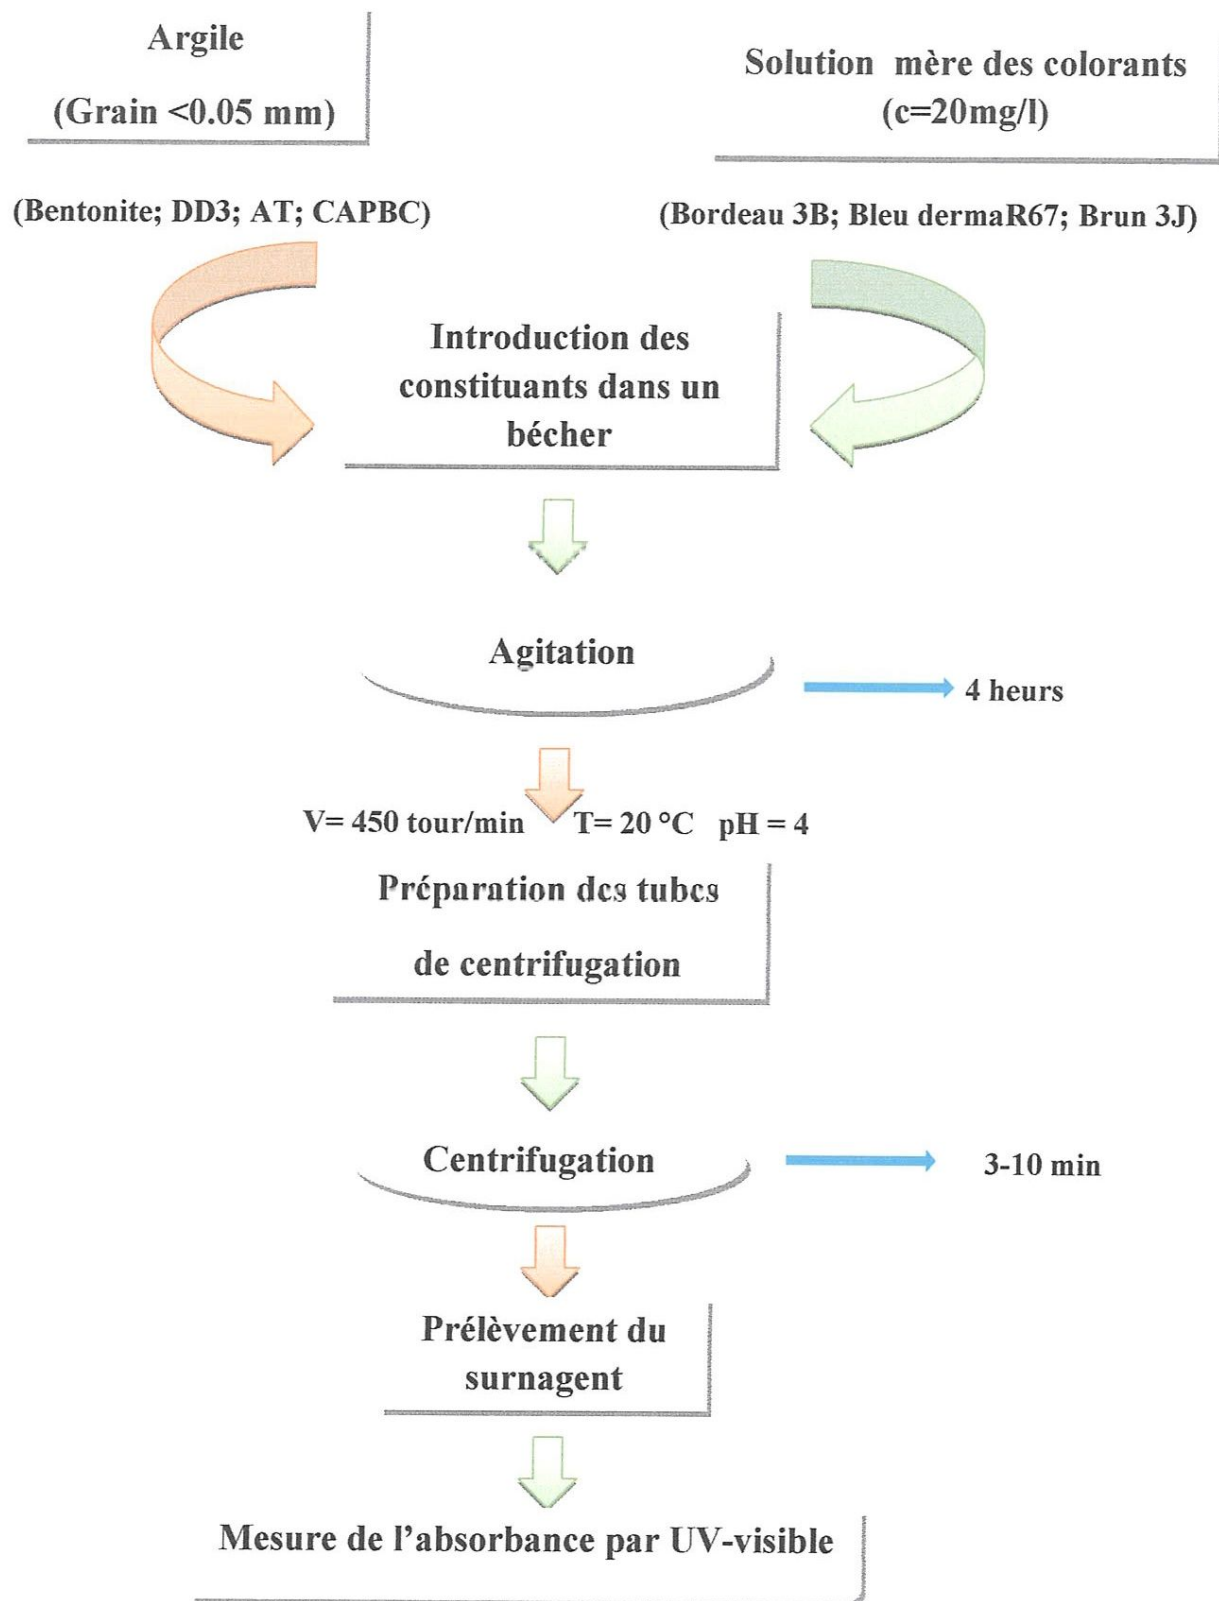 Argile
(Grain <0.05 mm)
Solution mère des colorants
(c=20mg/l)
(Bentonite; DD3; AT; CAPBC)
(Bordeau 3B; Bleu dermaR67; Brun 3J)
Introduction des
constituants dans un
bécher
Agitation
4 heurs
V= 450 tour/min T= 20 °C pH = 4
Préparation des tubes
de centrifugation
Centrifugation
3-10 min
Prélèvement du
surnagent
Mesure de l'absorbance par UV-visible